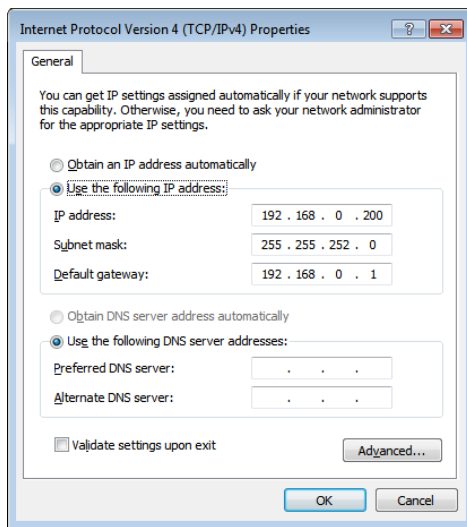 Internet Protocol Version 4 (TCP/IPv4) Properties
General
You can get IP settings assigned automatically if your network supports
this capability. Otherwise, you need to ask your network administrator
for the appropriate IP settings.
Obtain an IP address automatically
Use the following IP address:
IP address: 192 . 168 . 0 . 200
Subnet mask: 255 . 255 . 252 . 0
Default gateway: 192 . 168 . 0 . 1
Obtain DNS server address automatically
Use the following DNS server addresses:
Preferred DNS server: . . .
Alternate DNS server: . . .
Validate settings upon exit
Advanced...
OK Cancel